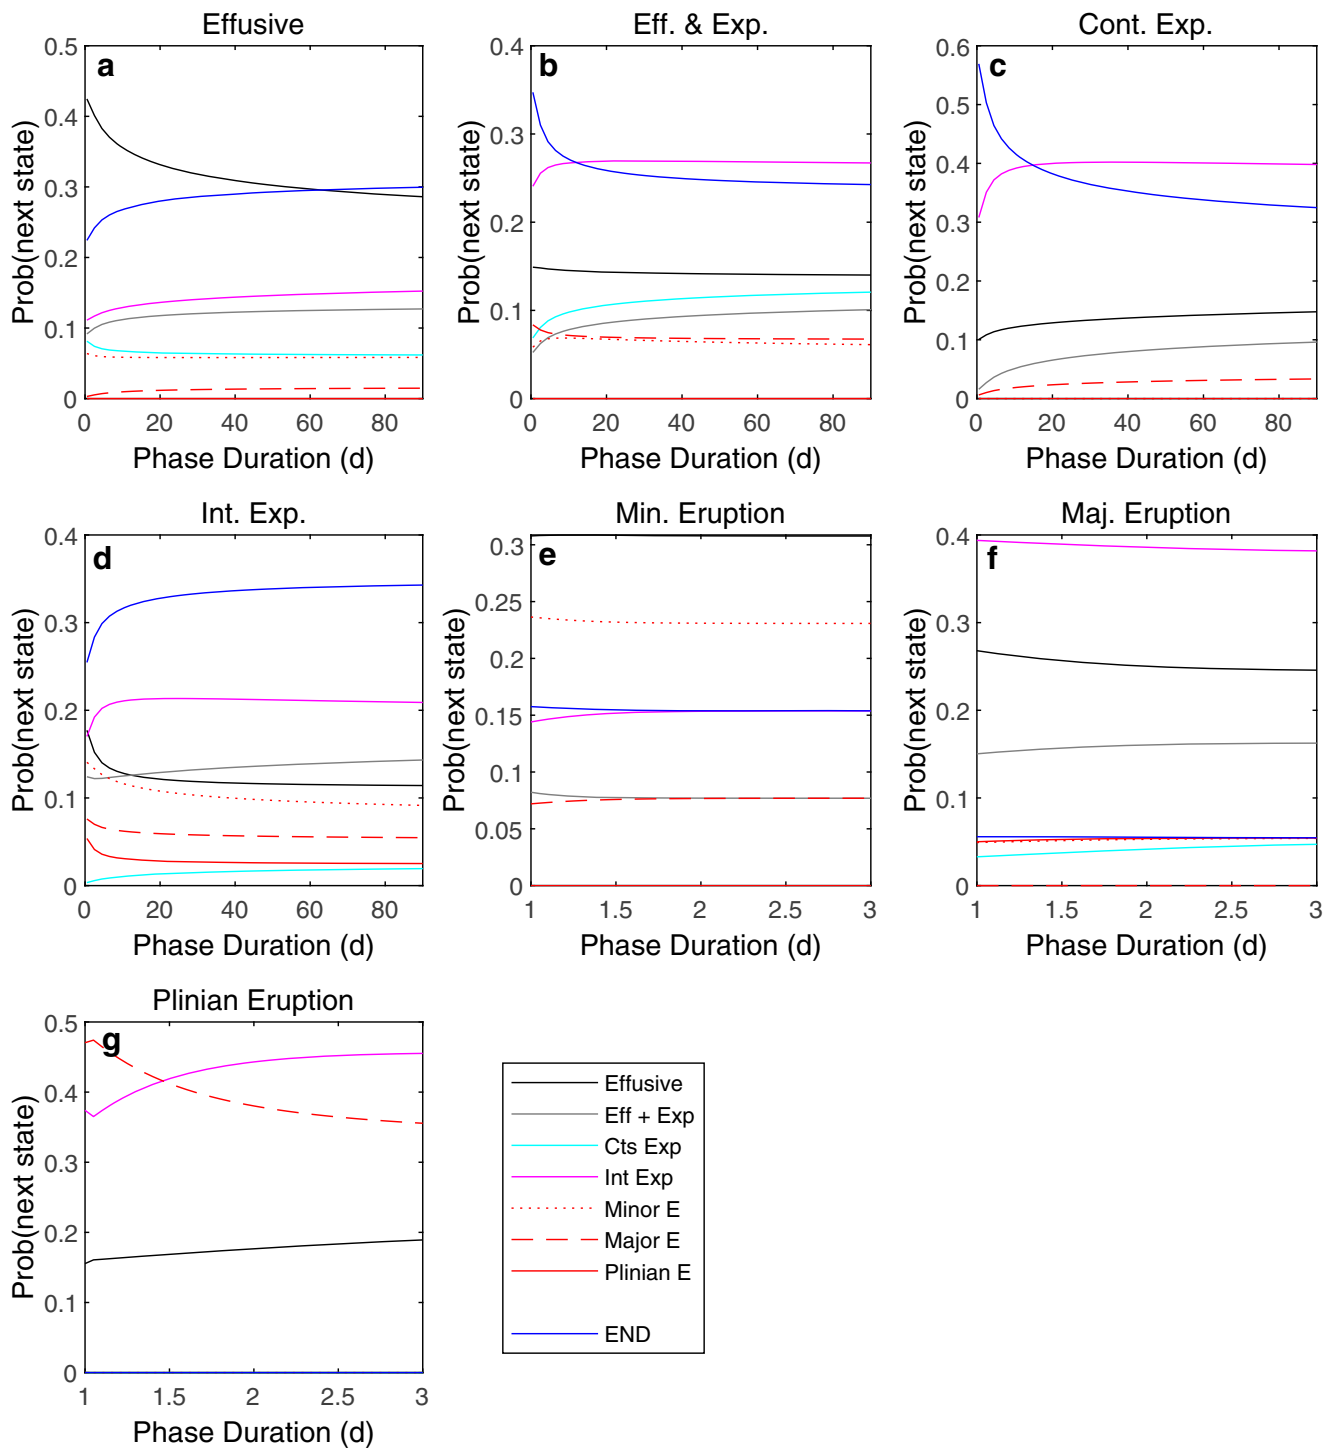 Effusive
a
0.5
0.4
0.3
0.2
0.1
0
Prob(next state)
0 20 40 60 80
Phase Duration (d)
Eff. & Exp.
b
0.4
0.3
0.2
0.1
0
Prob(next state)
0 20 40 60 80
Phase Duration (d)
Cont. Exp.
c
0.6
0.5
0.4
0.3
0.2
0.1
0
Prob(next state)
0 20 40 60 80
Phase Duration (d)
Int. Exp.
d
0.4
0.3
0.2
0.1
0
Prob(next state)
0 20 40 60 80
Phase Duration (d)
Min. Eruption
e
0.3
0.25
0.2
0.15
0.1
0.05
0
Prob(next state)
1 1.5 2 2.5 3
Phase Duration (d)
Maj. Eruption
f
0.4
0.3
0.2
0.1
0
Prob(next state)
1 1.5 2 2.5 3
Phase Duration (d)
Plinian Eruption
g
0.5
0.4
0.3
0.2
0.1
0
Prob(next state)
1 1.5 2 2.5 3
Phase Duration (d)
Effusive
Eff + Exp
Cts Exp
Int Exp
Minor E
Major E
Plinian E
END